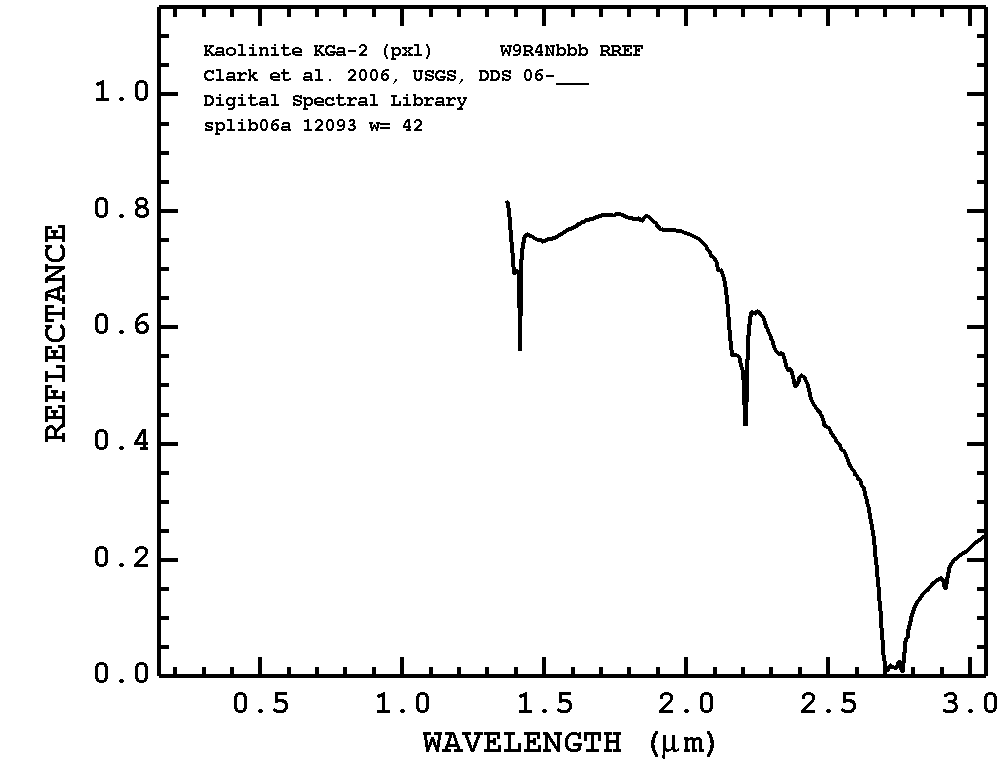 Kaolinite KGa-2 (pxl) W9R4Nbbb RREF
Clark et al. 2006, USGS, DDS 06-___
Digital Spectral Library
splib06a 12093 w= 42
REFLECTANCE
1.0
0.8
0.6
0.4
0.2
0.0
0.5 1.0 1.5 2.0 2.5 3.0
WAVELENGTH (μm)